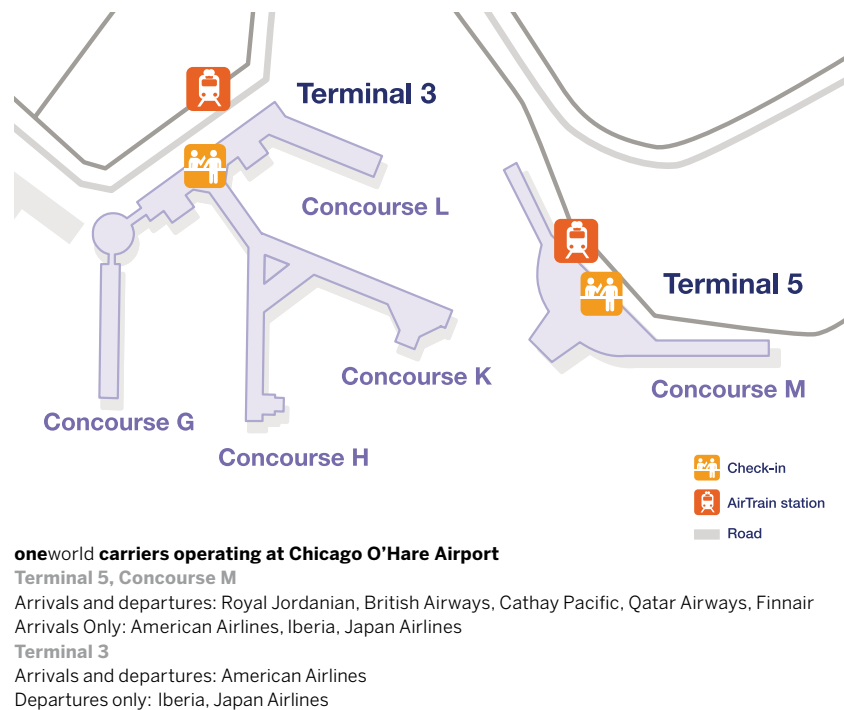 Terminal 3
Concourse L
Terminal 5
Concourse K
Concourse M
Concourse G
Concourse H
Check-in
AirTrain station
Road
oneworld carriers operating at Chicago O'Hare Airport
Terminal 5, Concourse M
Arrivals and departures: Royal Jordanian, British Airways, Cathay Pacific, Qatar Airways, Finnair
Arrivals Only: American Airlines, Iberia, Japan Airlines
Terminal 3
Arrivals and departures: American Airlines
Departures only: Iberia, Japan Airlines